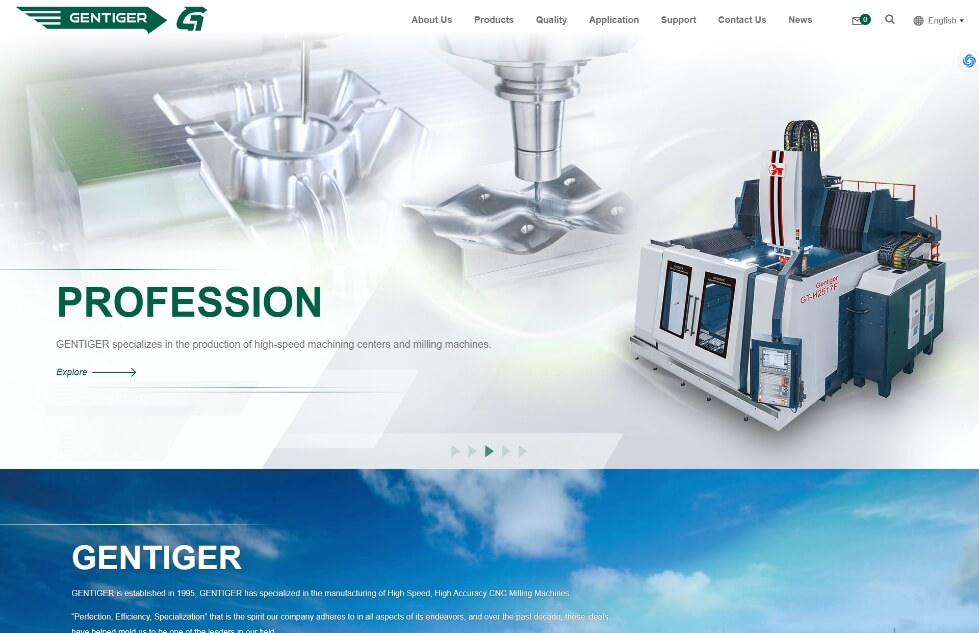 GENTIGER
About Us Products Quality Application Support Contact Us News 0 English
GT
Gentiger
GT-H2517F
PROFESSION
GENTIGER specializes in the production of high-speed machining centers and milling machines.
Explore
GENTIGER
GENTIGER is established in 1995, GENTIGER has specialized in the manufacturing of High Speed, High Accuracy CNC Milling Machines.
"Perfection, Efficiency, Specialization" that is the spirit our company adheres to in all aspects of its endeavors, and over the past decade, those ideals
have helped mold us to be one of the leaders in our field.